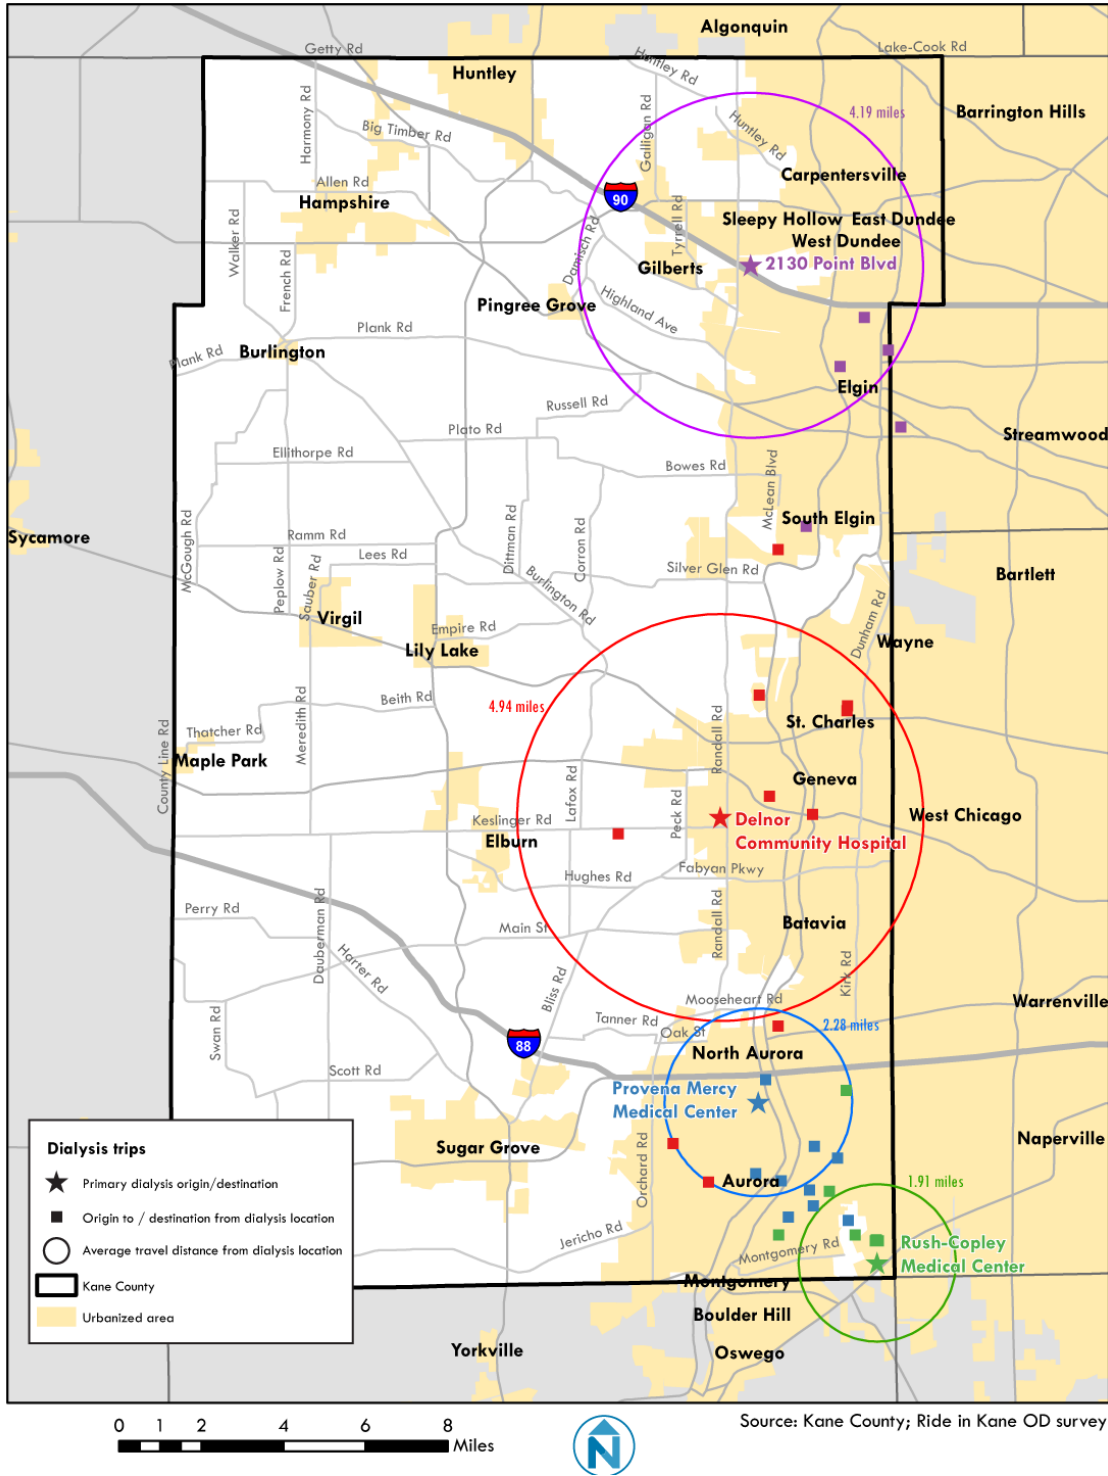 Algonquin
Getty Rd
Lake-Cook Rd
Huntley
Huntley Rd
Harmony Rd
Big Timber Rd
Galligan Rd
Huntley Rd
4.19 miles
Barrington Hills
Allen Rd
Carpentersville
Hampshire
90
Walker Rd
Tyrrell Rd
Sleepy Hollow
East Dundee
West Dundee
Damisch Rd
French Rd
Gilberts
2130 Point Blvd
Pingree Grove
Highland Ave
Plank Rd
Plank Rd
Burlington
Elgin
Russell Rd
Plato Rd
Streamwood
Ellithorpe Rd
Bowes Rd
McLean Blvd
South Elgin
Sycamore
McGough Rd
Ramm Rd
Dittman Rd
Corron Rd
Lees Rd
Peplow Rd
Sauber Rd
Silver Glen Rd
Bartlett
Burlington Rd
Virgil
Dunham Rd
Empire Rd
Wayne
Lily Lake
Beith Rd
4.94 miles
Meredith Rd
Thatcher Rd
Randall Rd
St. Charles
County Line Rd
Maple Park
Geneva
Lafox Rd
Peck Rd
Keslinger Rd
Delnor
Community Hospital
West Chicago
Elburn
Hughes Rd
Fabyan Pkwy
Perry Rd
Dauberman Rd
Main St
Randall Rd
Batavia
Harter Rd
Bliss Rd
Kirk Rd
Mooseheart Rd
Warrenville
Swan Rd
Tanner Rd
Oak St
2.28 miles
88
North Aurora
Scott Rd
Provena Mercy
Medical Center
Sugar Grove
Orchard Rd
Naperville
Aurora
1.91 miles
Jericho Rd
Montgomery Rd
Rush-Copley
Medical Center
Montgomery
Boulder Hill
Yorkville
Oswego
Dialysis trips
Primary dialysis origin/destination
Origin to / destination from dialysis location
Average travel distance from dialysis location
Kane County
Urbanized area
0 1 2 4 6 8
Miles
N
Source: Kane County; Ride in Kane OD survey